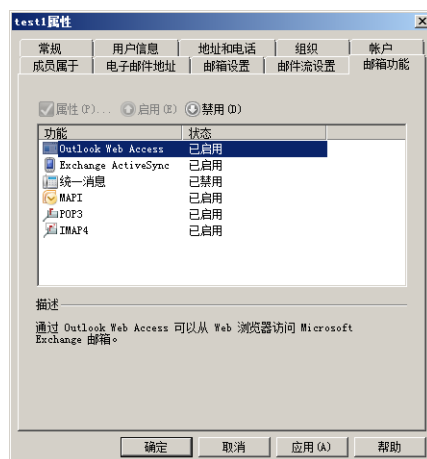 test1属性
常规 用户信息 地址和电话 组织 帐户
成员属于 电子邮件地址 邮箱设置 邮件流设置 邮箱功能
属性(P)... 启用(E) 禁用(D)
功能 状态
Outlook Web Access 已启用
Exchange ActiveSync 已启用
统一消息 已禁用
MAPI 已启用
POP3 已启用
IMAP4 已启用
描述
通过 Outlook Web Access 可以从 Web 浏览器访问 Microsoft
Exchange 邮箱。
确定 取消 应用(A) 帮助